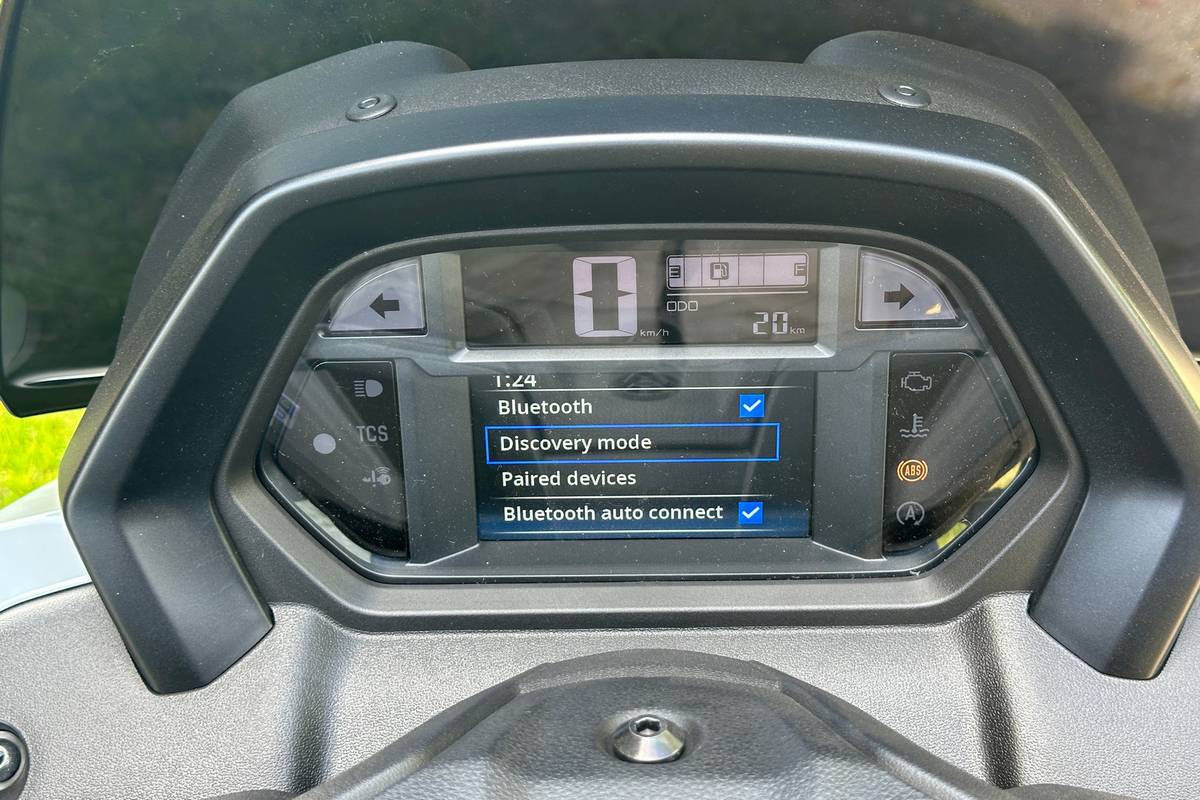 0
km/h
E F
ODO
20 km
1:24
Bluetooth
Discovery mode
Paired devices
Bluetooth auto connect
TCS
ABS
A